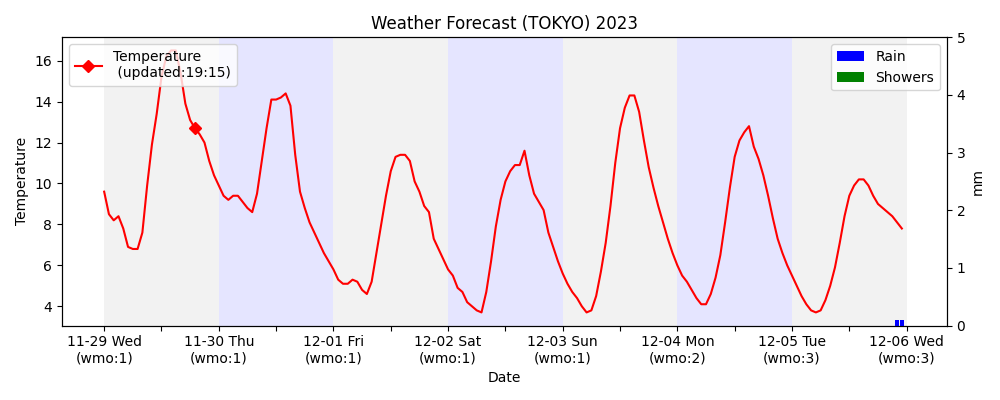 Weather Forecast (TOKYO) 2023
Temperature
(updated:19:15)
Rain
Showers
Temperature
16
14
12
10
8
6
4
5
4
3
2
1
0
mm
11-29 Wed 11-30 Thu 12-01 Fri 12-02 Sat 12-03 Sun 12-04 Mon 12-05 Tue 12-06 Wed
(wmo:1) (wmo:1) (wmo:1) (wmo:1) (wmo:1) (wmo:2) (wmo:3) (wmo:3)
Date